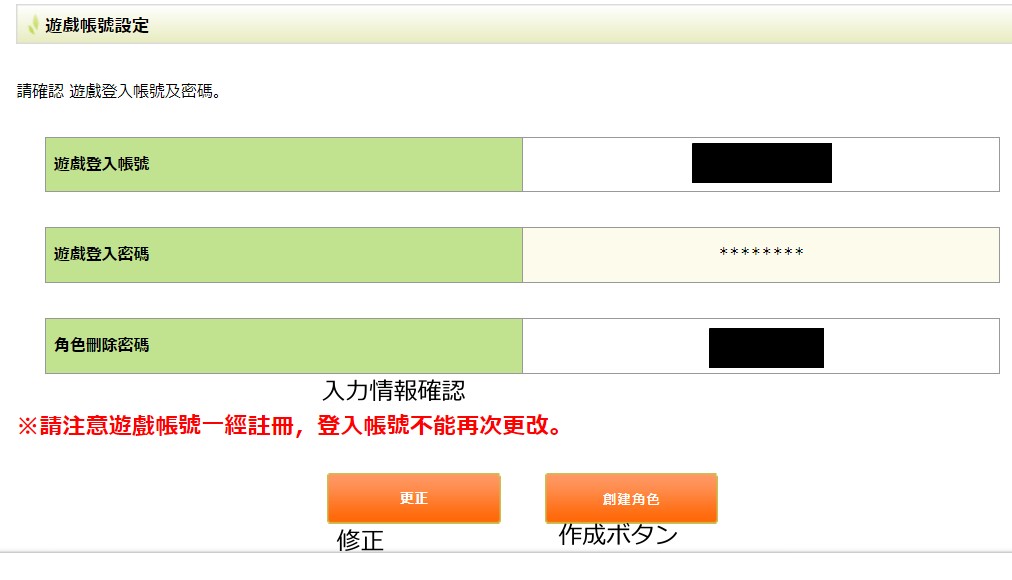 遊戲帳號設定
請確認 遊戲登入帳號及密碼。
遊戲登入帳號
遊戲登入密碼 ********
角色刪除密碼
入力情報確認
※請注意遊戲帳號一經註冊，登入帳號不能再次更改。
更正 創建角色
修正 作成ボタン